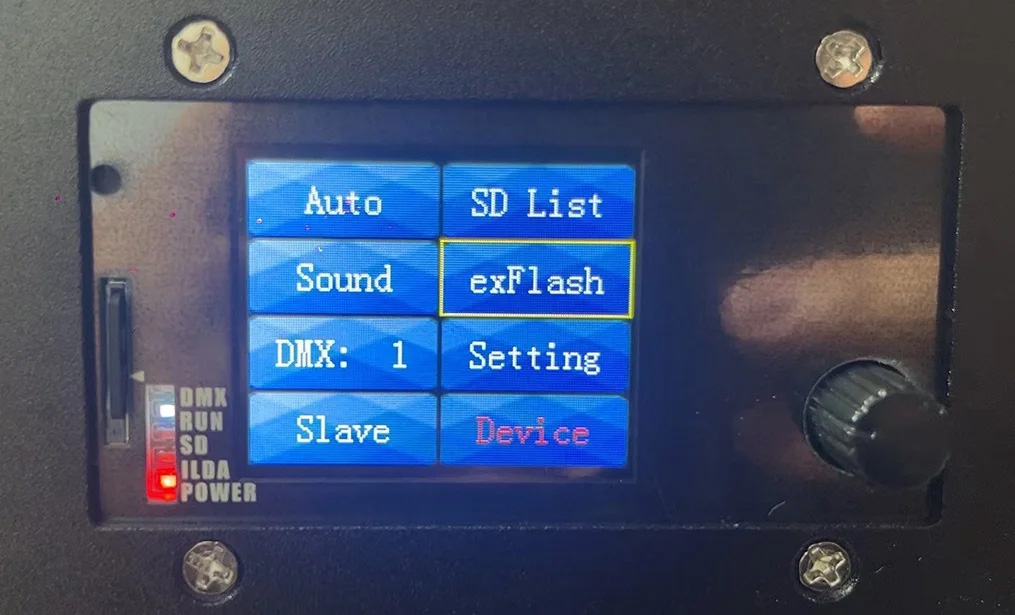 Auto
SD List
Sound
exFlash
DMX: 1
Setting
Slave
Device
DMX
RUN
SD
ILDA
POWER